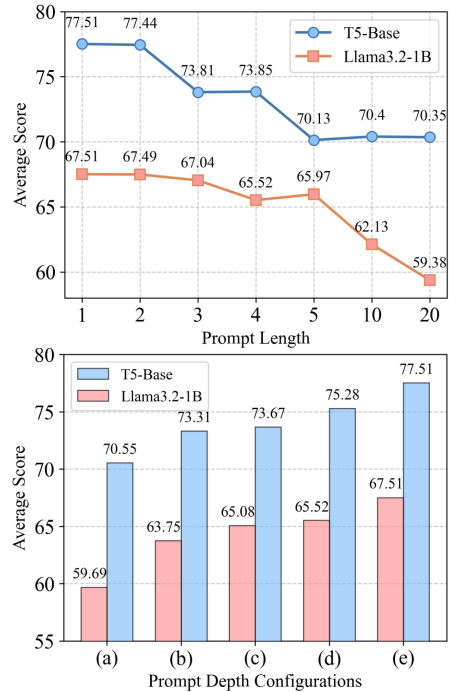 80
75
70
65
60
Average Score
77.51 77.44 73.81 73.85 70.13 70.4 70.35
67.51 67.49 67.04 65.52 65.97 62.13 59.38
T5-Base
Llama3.2-1B
1 2 3 4 5 10 20
Prompt Length
80
75
70
65
60
55
Average Score
T5-Base
Llama3.2-1B
70.55 73.31 73.67 75.28 77.51
59.69 63.75 65.08 65.52 67.51
(a) (b) (c) (d) (e)
Prompt Depth Configurations